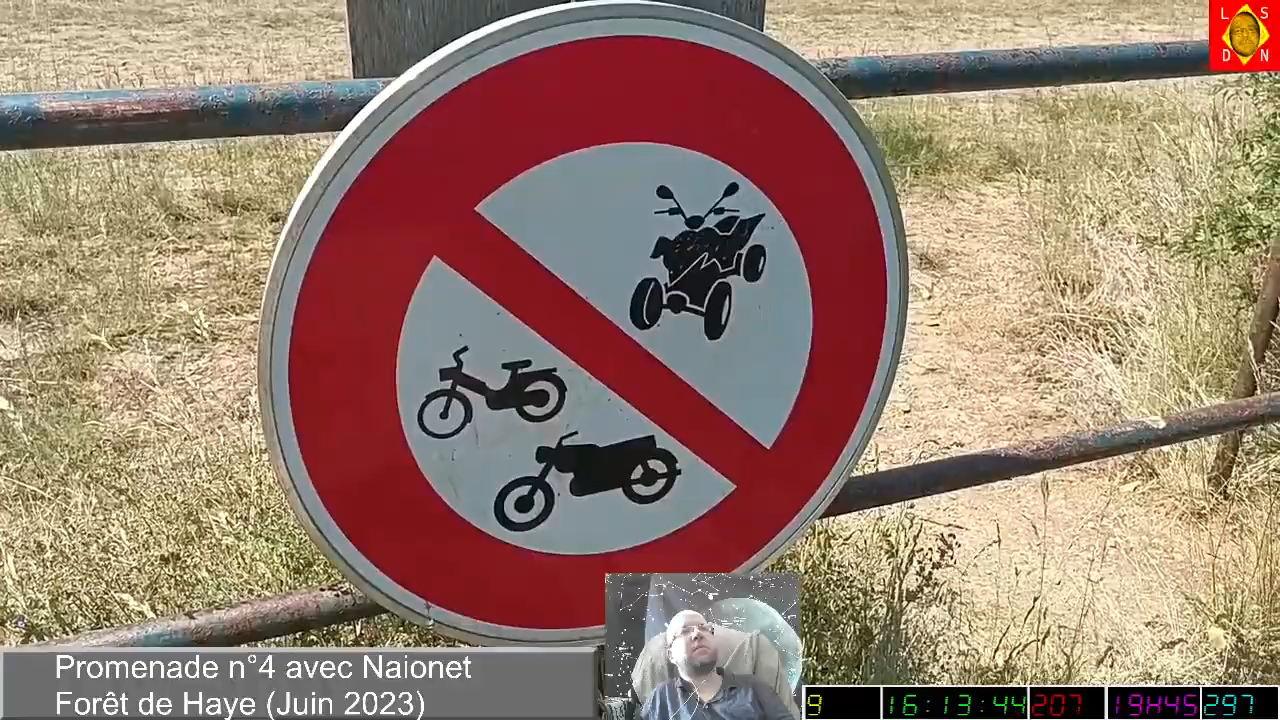 L S
D N
Promenade n°4 avec Naionet
Forêt de Haye (Juin 2023)
9 16:13:44 207 19H45 297